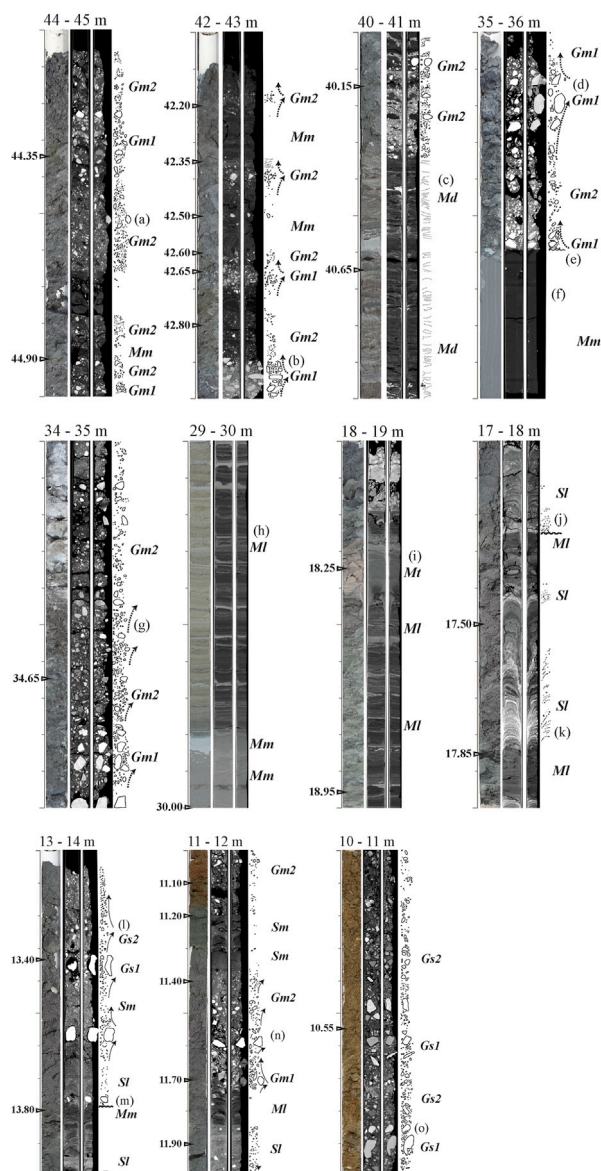 44 - 45 m
Gm2
Gm1
44.35
(a)
Gm2
Gm2
Mm
44.90
Gm2
Gm1
42 - 43 m
42.20
Gm2
Mm
42.35
Gm2
42.50
Mm
42.60
Gm2
42.65
Gm1
42.80
Gm2
(b)
Gm1
40 - 41 m
Gm2
40.15
Gm2
(c)
Md
40.65
Md
35 - 36 m
Gm1
(d)
Gm2
Gm1
(e)
(f)
Mm
34 - 35 m
Gm2
(g)
34.65
Gm2
Gm1
29 - 30 m
(h)
Ml
Mm
Mm
30.00
18 - 19 m
(i)
18.25
Mt
Ml
Ml
18.95
17 - 18 m
Sl
(j)
Ml
Sl
17.50
Sl
(k)
17.85
Ml
13 - 14 m
(l)
Gs2
13.40
Gs1
Sm
Sl
(m)
13.80
Mm
Sl
11 - 12 m
Gm2
11.10
11.20
Sm
Sm
11.40
Gm2
(n)
11.70
Gm1
Ml
11.90
Sl
10 - 11 m
Gs2
10.55
Gs1
Gs2
(o)
Gs1